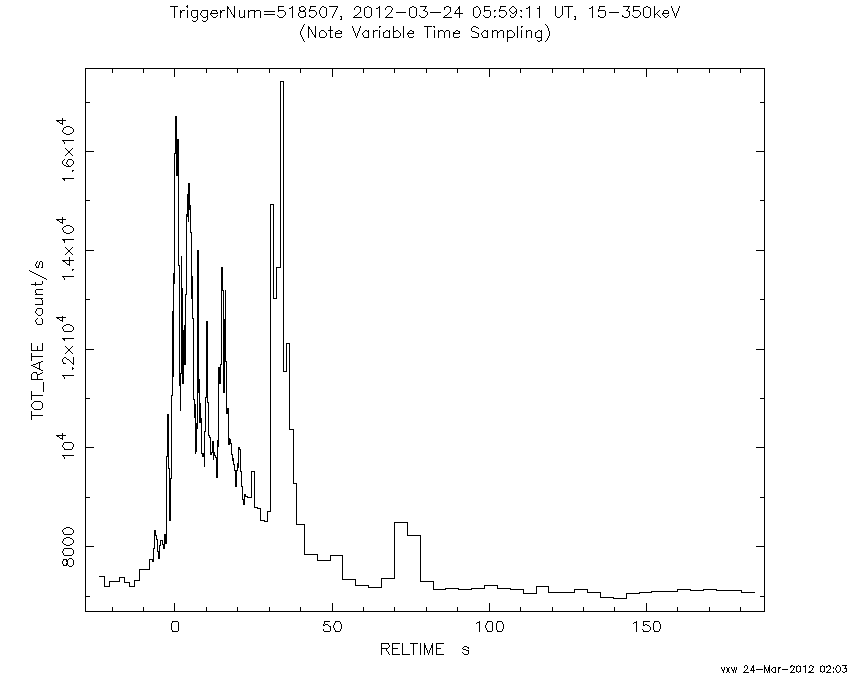 TriggerNum=518507, 2012-03-24 05:59:11 UT, 15-350keV
(Note Variable Time Sampling)
TOT_RATE count/s
1.6×10⁴
1.4×10⁴
1.2×10⁴
10⁴
8000
0 50 100 150
RELTIME s
vxw 24-Mar-2012 02:03